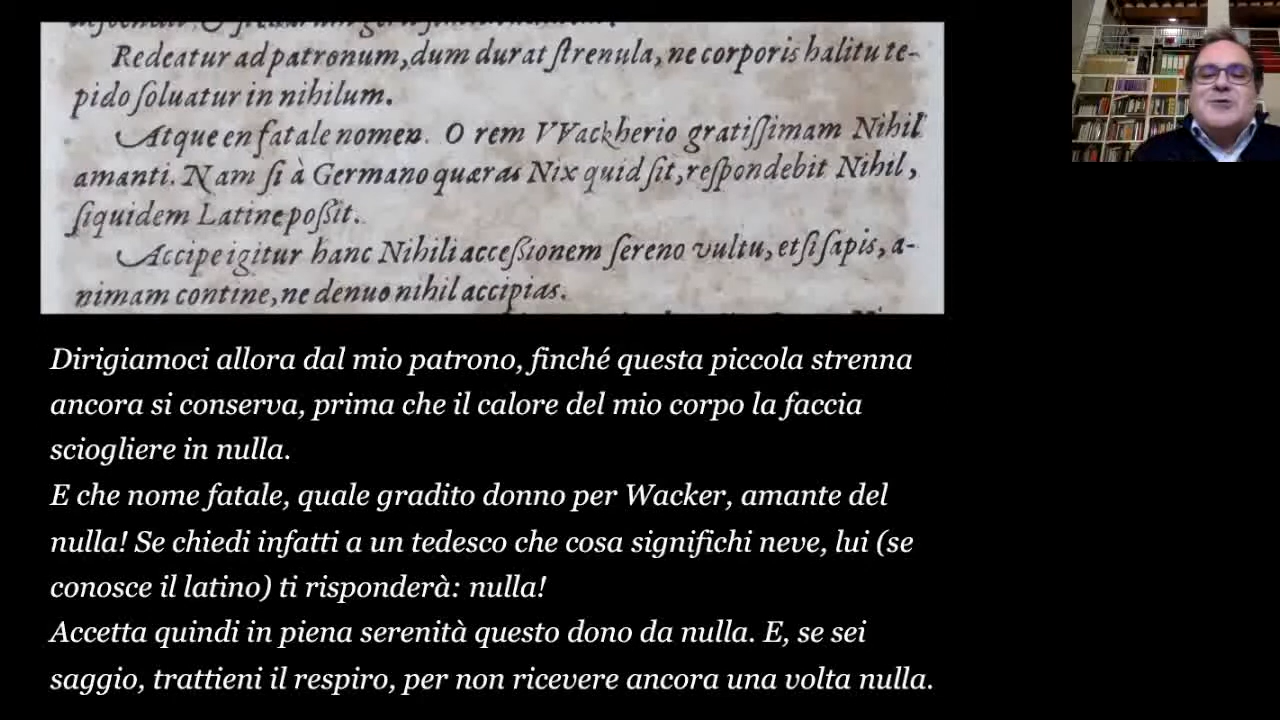 Redeatur ad patronum, dum durat ſtrenula, ne corporis halitu te-
pido ſoluatur in nihilum.
Atque en fatale nomen. O rem VVackherio gratiſſimam Nihil
amanti. Nam ſi à Germano quæras Nix quid ſit, reſpondebit Nihil,
ſiquidem Latine poßit.
Accipe igitur hanc Nihili acceßionem ſereno vultu, et ſi ſapis, a-
nimam contine, ne denuo nihil accipias.
Dirigiamoci allora dal mio patrono, finché questa piccola strenna
ancora si conserva, prima che il calore del mio corpo la faccia
sciogliere in nulla.
E che nome fatale, quale gradito donno per Wacker, amante del
nulla! Se chiedi infatti a un tedesco che cosa significhi neve, lui (se
conosce il latino) ti risponderà: nulla!
Accetta quindi in piena serenità questo dono da nulla. E, se sei
saggio, trattieni il respiro, per non ricevere ancora una volta nulla.